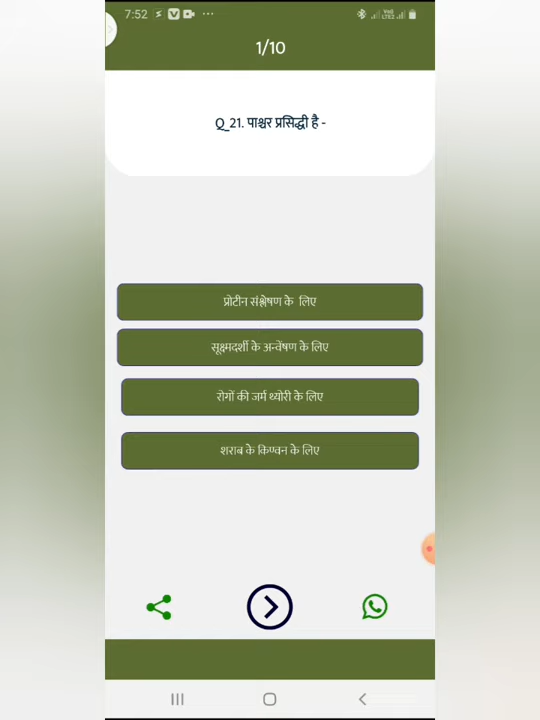 7:52
1/10
Q_21. पाश्चर प्रसिद्धी है -
प्रोटीन संश्लेषण के लिए
सूक्ष्मदर्शी के अन्वेंषण के लिए
रोगों की जर्म थ्योरी के लिए
शराब के किण्वन के लिए